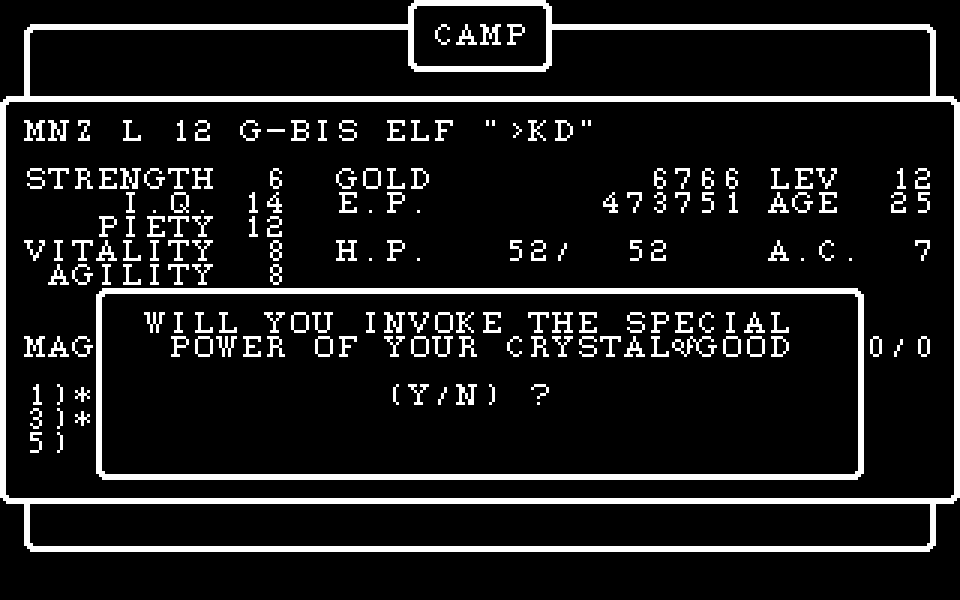 CAMP
MNZ L 12 G-BIS ELF ">KD"
STRENGTH 6 GOLD 6766 LEV 12
I.Q. 14 E.P. 473751 AGE 25
PIETY 12
VITALITY 8 H.P. 52/ 52 A.C. 7
AGILITY 8
WILL YOU INVOKE THE SPECIAL
POWER OF YOUR CRYSTAL GOOD
(Y/N) ?
MAG 0/0
1)*
3)*
5)